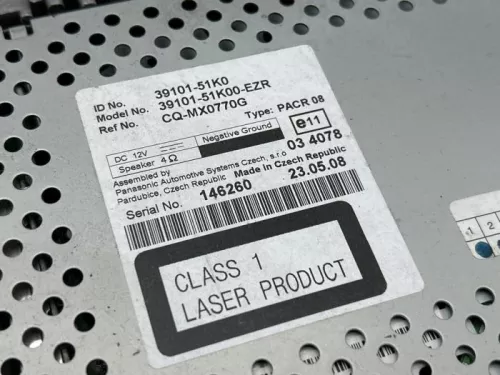 ID No. 39101-51K0
Model No. 39101-51K00-EZR
Ref No. CQ-MX0770G
Type: PACR 08
DC 12V Negative Ground
Speaker 4Ω
e11
03 4078
Assembled by
Panasonic Automotive Systems Czech, s.r.o
Pardubice, Czech Republic Made in Czech Republic
Serial No. 146260 23.05.08
CLASS 1
LASER PRODUCT
1 2